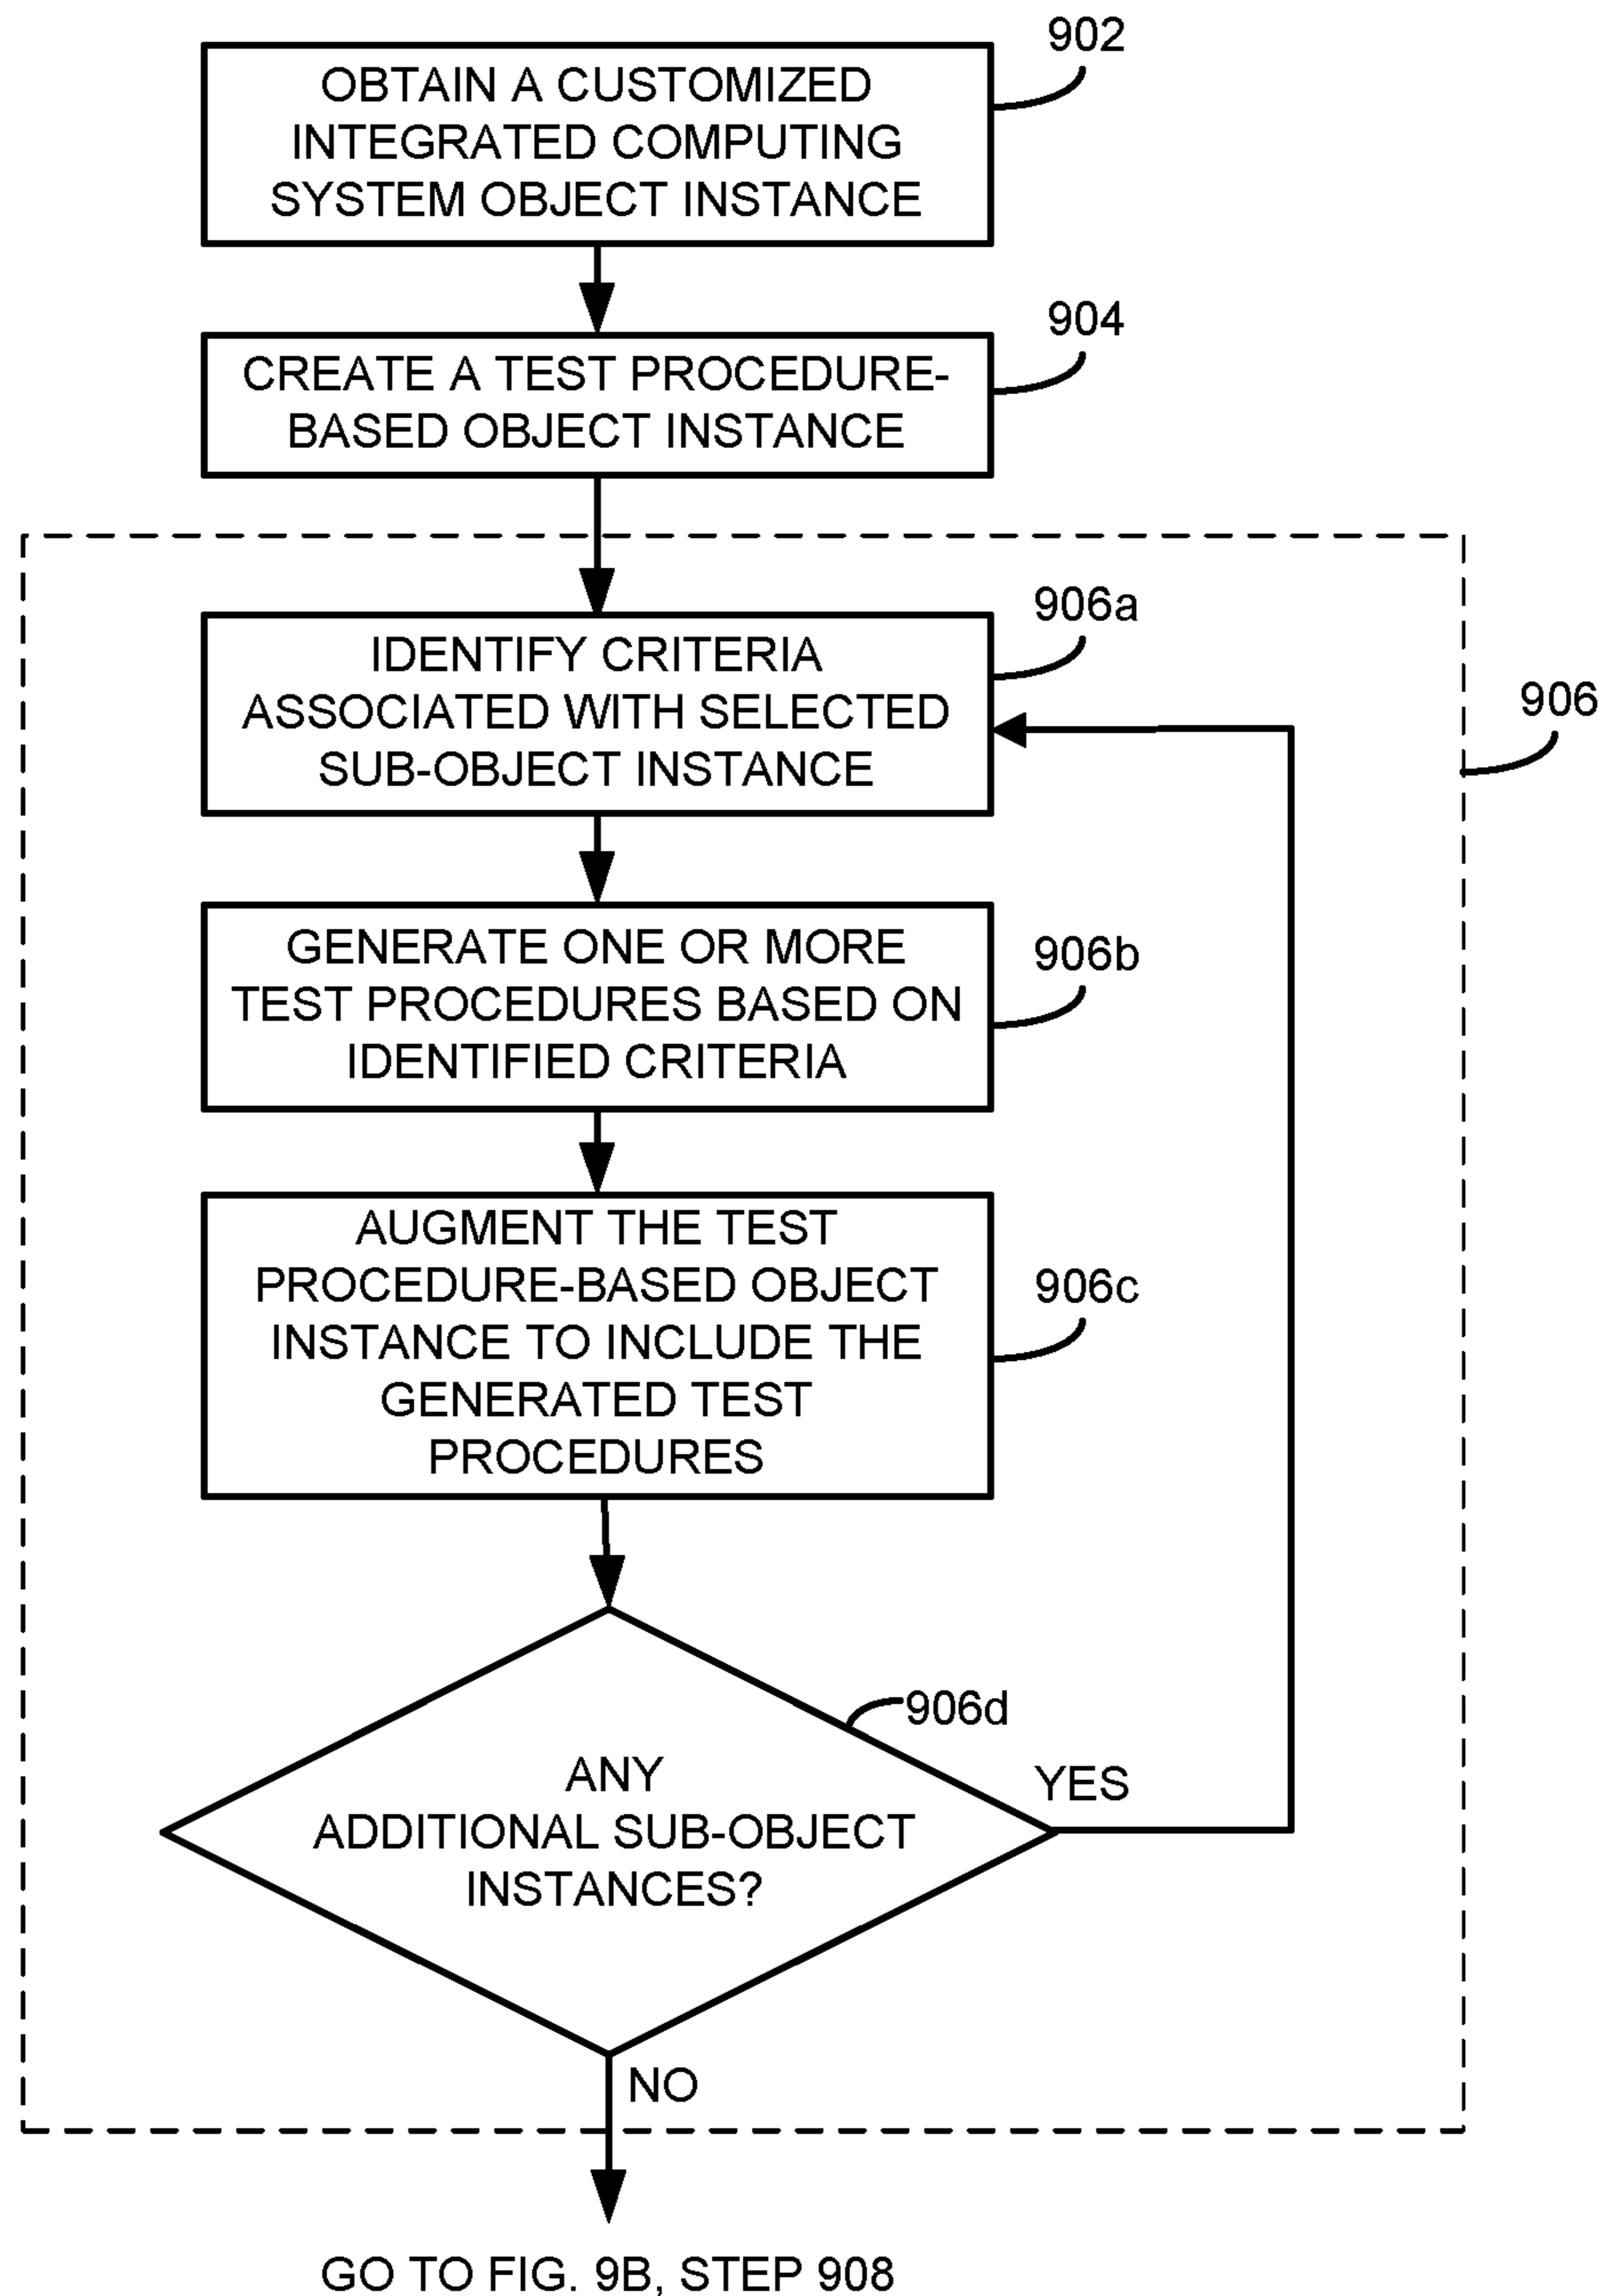 902
OBTAIN A CUSTOMIZED
INTEGRATED COMPUTING
SYSTEM OBJECT INSTANCE
904
CREATE A TEST PROCEDURE-
BASED OBJECT INSTANCE
906a
IDENTIFY CRITERIA
ASSOCIATED WITH SELECTED
SUB-OBJECT INSTANCE
906
GENERATE ONE OR MORE
TEST PROCEDURES BASED ON
IDENTIFIED CRITERIA
906b
AUGMENT THE TEST
PROCEDURE-BASED OBJECT
INSTANCE TO INCLUDE THE
GENERATED TEST
PROCEDURES
906c
906d
ANY
ADDITIONAL SUB-OBJECT
INSTANCES?
YES
NO
GO TO FIG. 9B, STEP 908